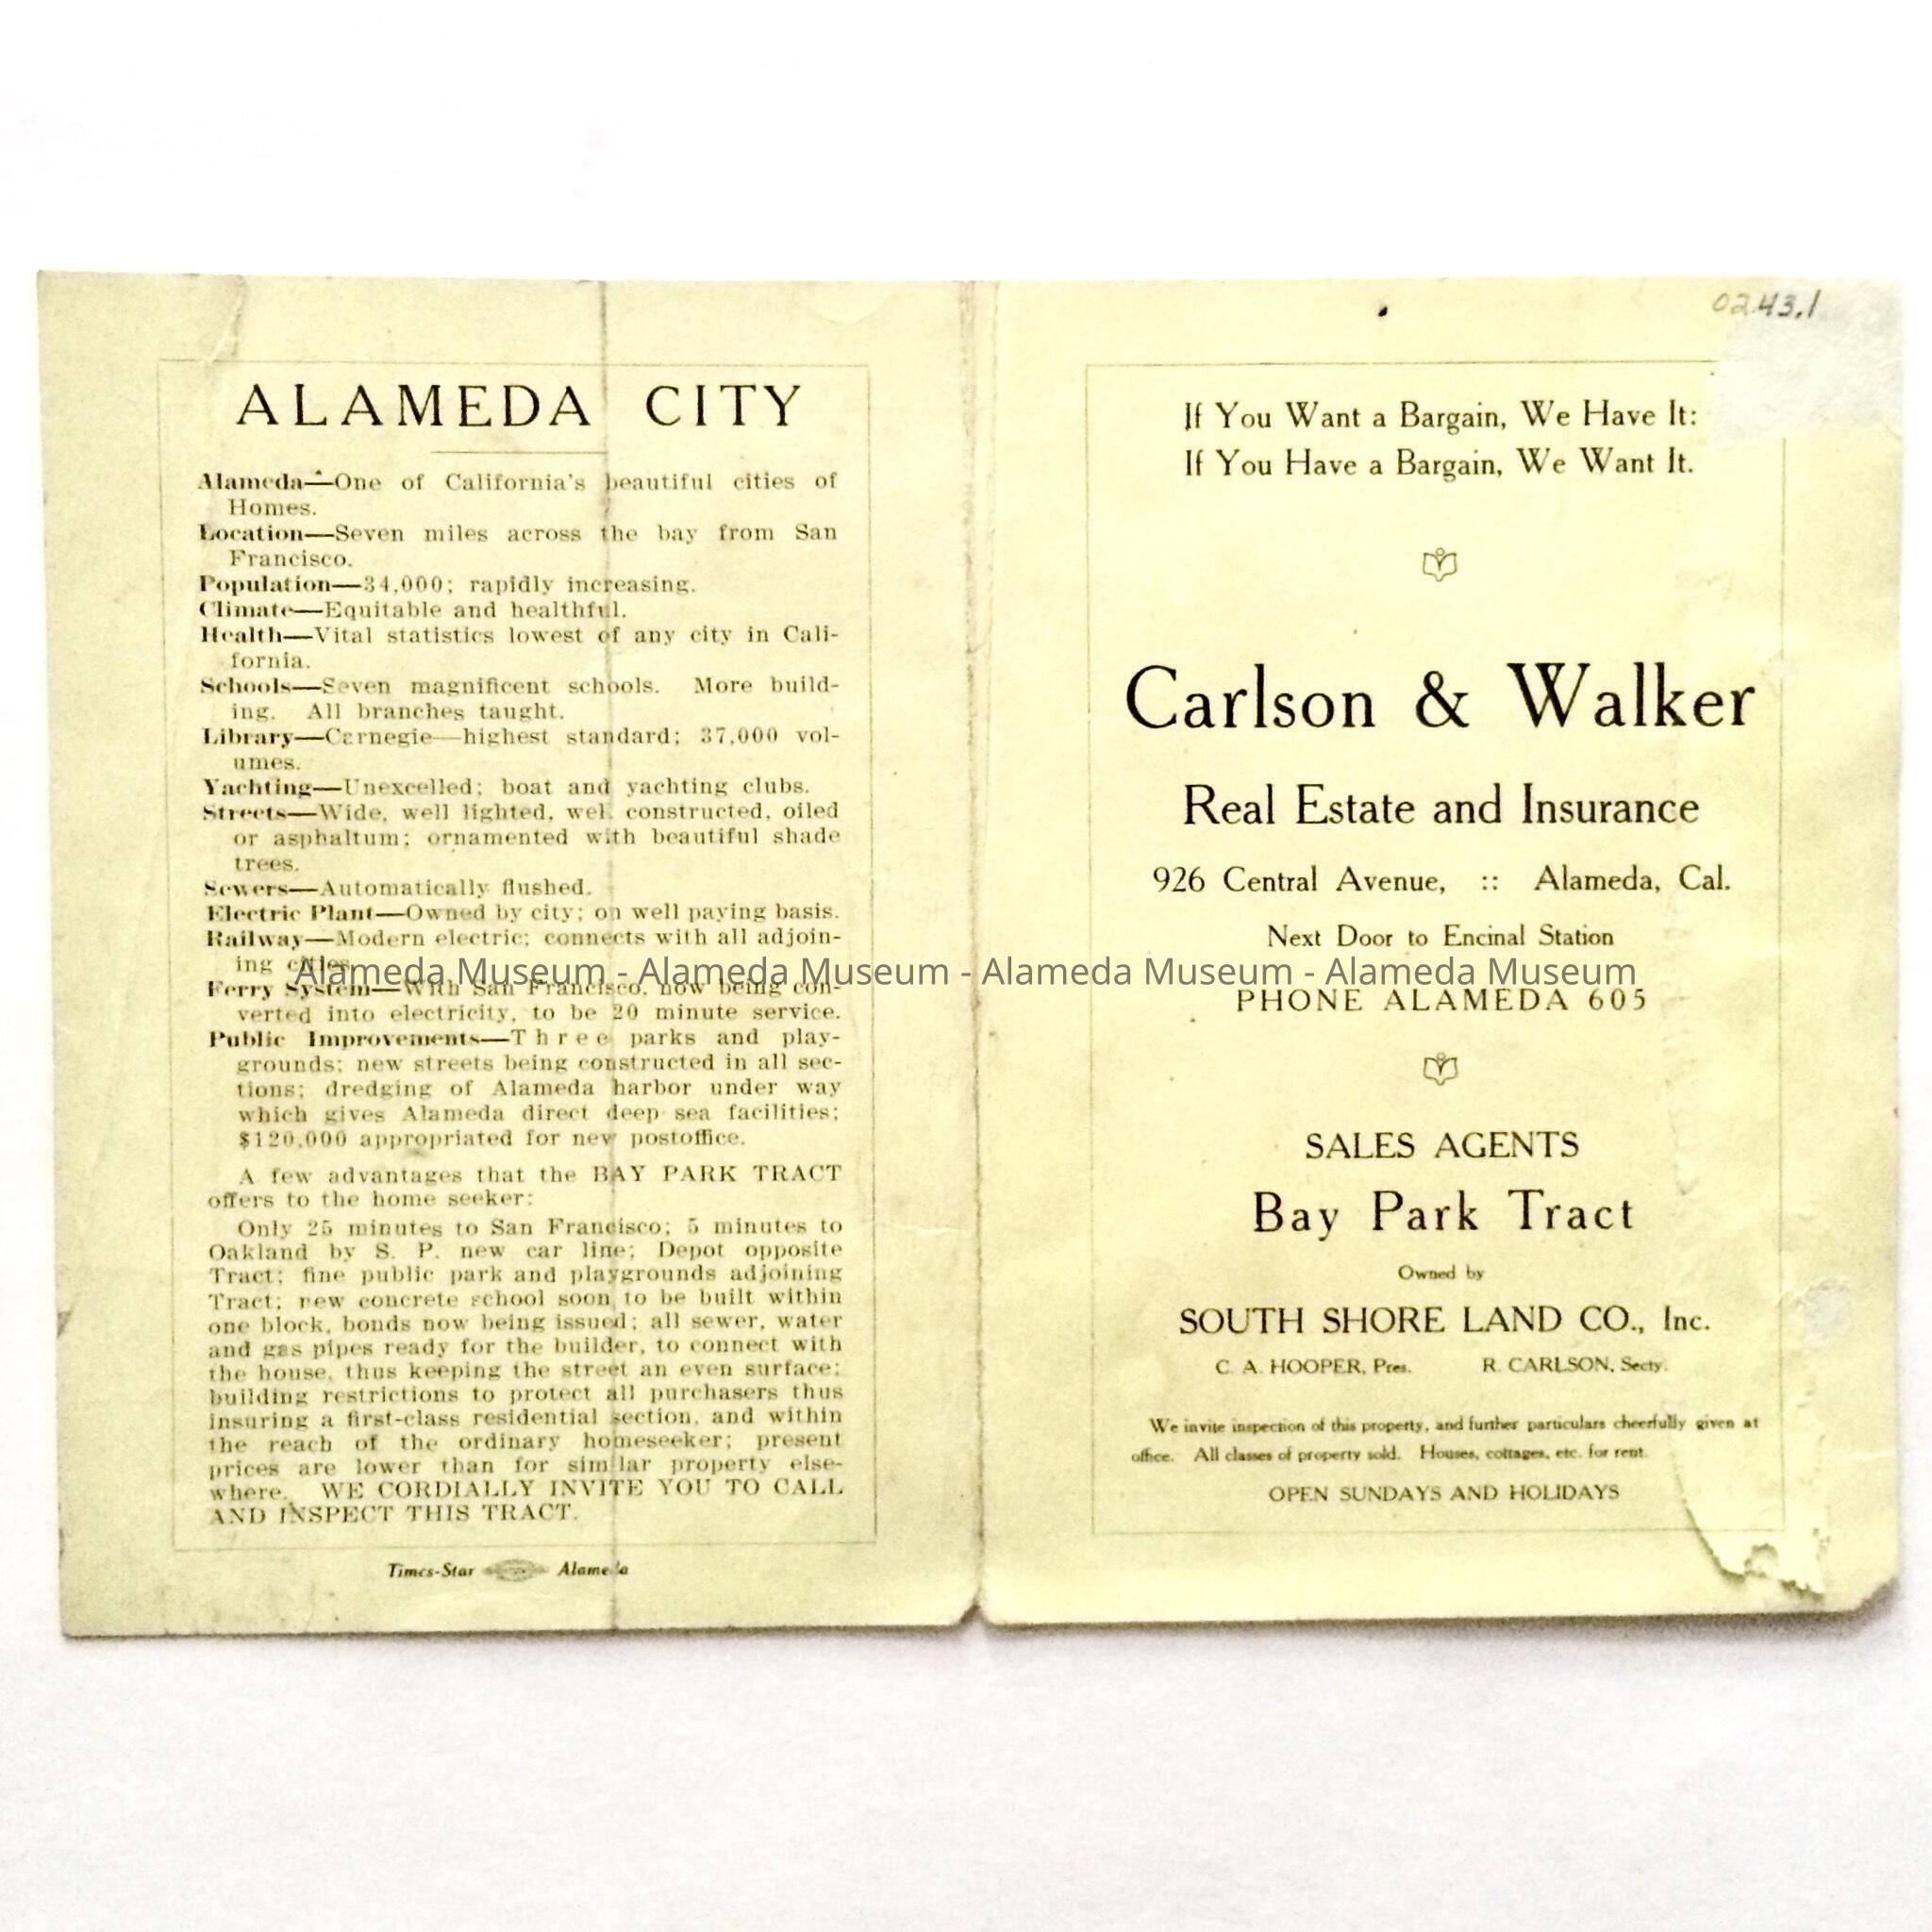 ALAMEDA CITY
Alameda—One of California's beautiful cities of
Homes.
Location—Seven miles across the bay from San
Francisco.
Population—34,000; rapidly increasing.
Climate—Equitable and healthful.
Health—Vital statistics lowest of any city in Cali-
fornia.
Schools—Seven magnificent schools. More build-
ing. All branches taught.
Library—Carnegie—highest standard; 37,000 vol-
umes.
Yachting—Unexcelled; boat and yachting clubs.
Streets—Wide, well lighted, well constructed, oiled
or asphaltum; ornamented with beautiful shade
trees.
Sewers—Automatically flushed.
Electric Plant—Owned by city; on well paying basis.
Railway—Modern electric; connects with all adjoin-
ing cities.
Ferry System—With San Francisco, now being con-
verted into electricity, to be 20 minute service.
Public Improvements—Three parks and play-
grounds; new streets being constructed in all sec-
tions; dredging of Alameda harbor under way
which gives Alameda direct deep sea facilities;
$120,000 appropriated for new postoffice.
A few advantages that the BAY PARK TRACT
offers to the home seeker:
Only 25 minutes to San Francisco; 5 minutes to
Oakland by S. P. new car line; Depot opposite
Tract; fine public park and playgrounds adjoining
Tract; new concrete school soon to be built within
one block, bonds now being issued; all sewer, water
and gas pipes ready for the builder, to connect with
the house, thus keeping the street an even surface;
building restrictions to protect all purchasers thus
insuring a first-class residential section, and within
the reach of the ordinary homeseeker; present
prices are lower than for similar property else-
where. WE CORDIALLY INVITE YOU TO CALL
AND INSPECT THIS TRACT.
Times-Star Alameda
0243.1
If You Want a Bargain, We Have It:
If You Have a Bargain, We Want It.
Carlson & Walker
Real Estate and Insurance
926 Central Avenue, :: Alameda, Cal.
Next Door to Encinal Station
Alameda Museum - Alameda Museum - Alameda Museum - Alameda Museum
PHONE ALAMEDA 605
SALES AGENTS
Bay Park Tract
Owned by
SOUTH SHORE LAND CO., Inc.
C. A. HOOPER, Pres. R. CARLSON, Secty.
We invite inspection of this property, and further particulars cheerfully given at
office. All classes of property sold. Houses, cottages, etc. for rent.
OPEN SUNDAYS AND HOLIDAYS